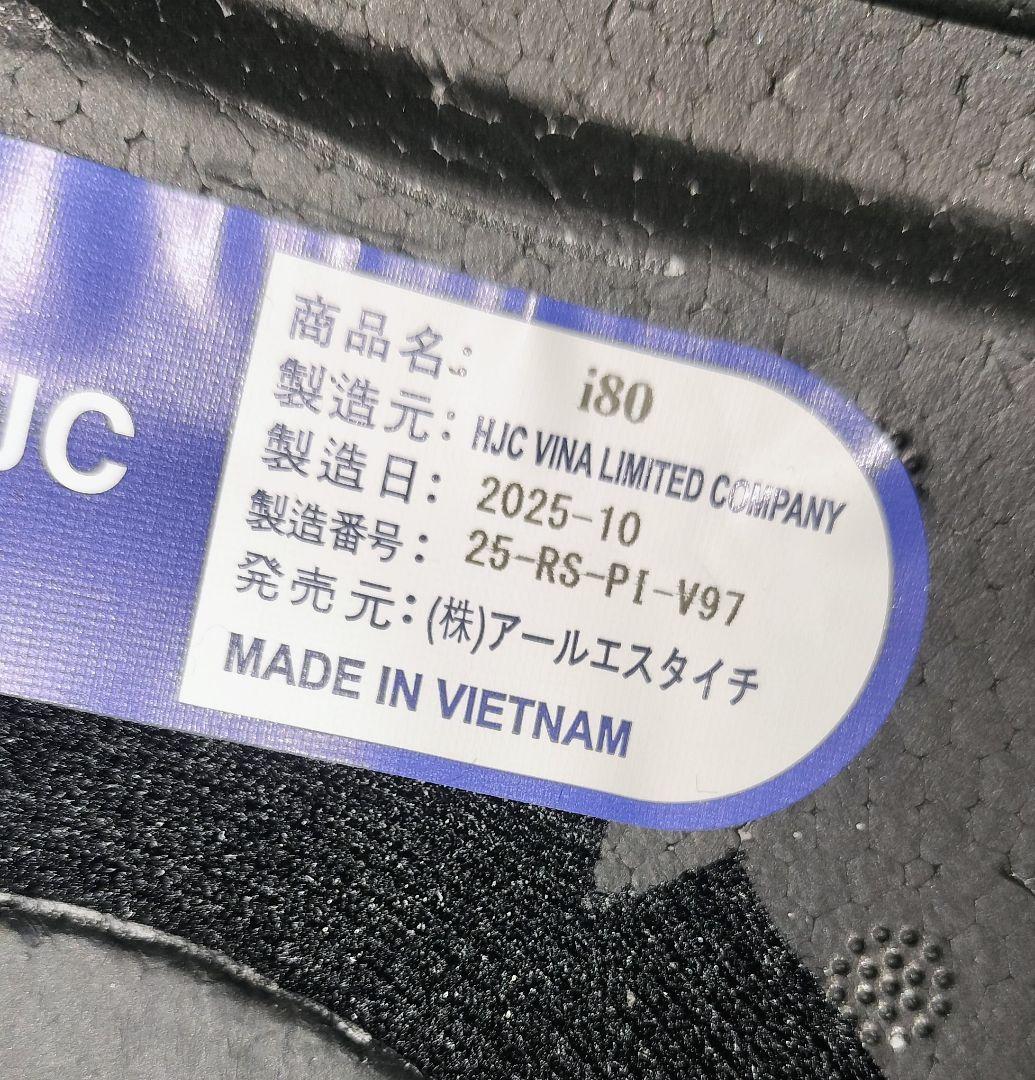 JC
商品名: i80
製造元: HJC VINA LIMITED COMPANY
製造日: 2025-10
製造番号: 25-RS-PI-V97
発売元: (株)アールエスタイチ
MADE IN VIETNAM